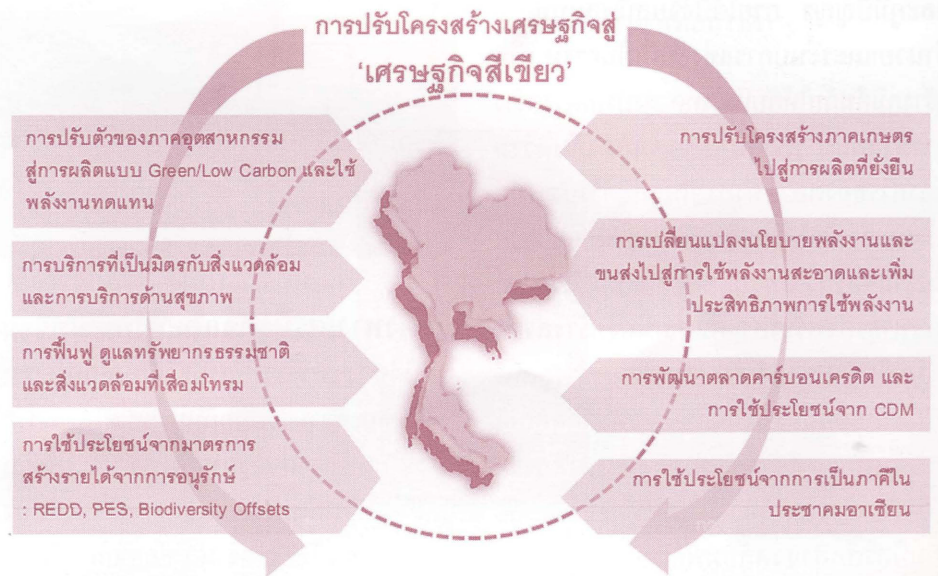 การปรับโครงสร้างเศรษฐกิจสู่
'เศรษฐกิจสีเขียว'
การปรับตัวของภาคอุตสาหกรรม
สู่การผลิตแบบ Green/Low Carbon และใช้
พลังงานทดแทน
การบริการที่เป็นมิตรกับสิ่งแวดล้อม
และการบริการด้านสุขภาพ
การฟื้นฟู ดูแลทรัพยากรธรรมชาติ
และสิ่งแวดล้อมที่เสื่อมโทรม
การใช้ประโยชน์จากมาตรการ
สร้างรายได้จากการอนุรักษ์
: REDD, PES, Biodiversity Offsets
การปรับโครงสร้างภาคเกษตร
ไปสู่การผลิตที่ยั่งยืน
การเปลี่ยนแปลงนโยบายพลังงานและ
ขนส่งไปสู่การใช้พลังงานสะอาดและเพิ่ม
ประสิทธิภาพการใช้พลังงาน
การพัฒนาตลาดคาร์บอนเครดิต และ
การใช้ประโยชน์จาก CDM
การใช้ประโยชน์จากการเป็นภาคีใน
ประชาคมอาเซียน